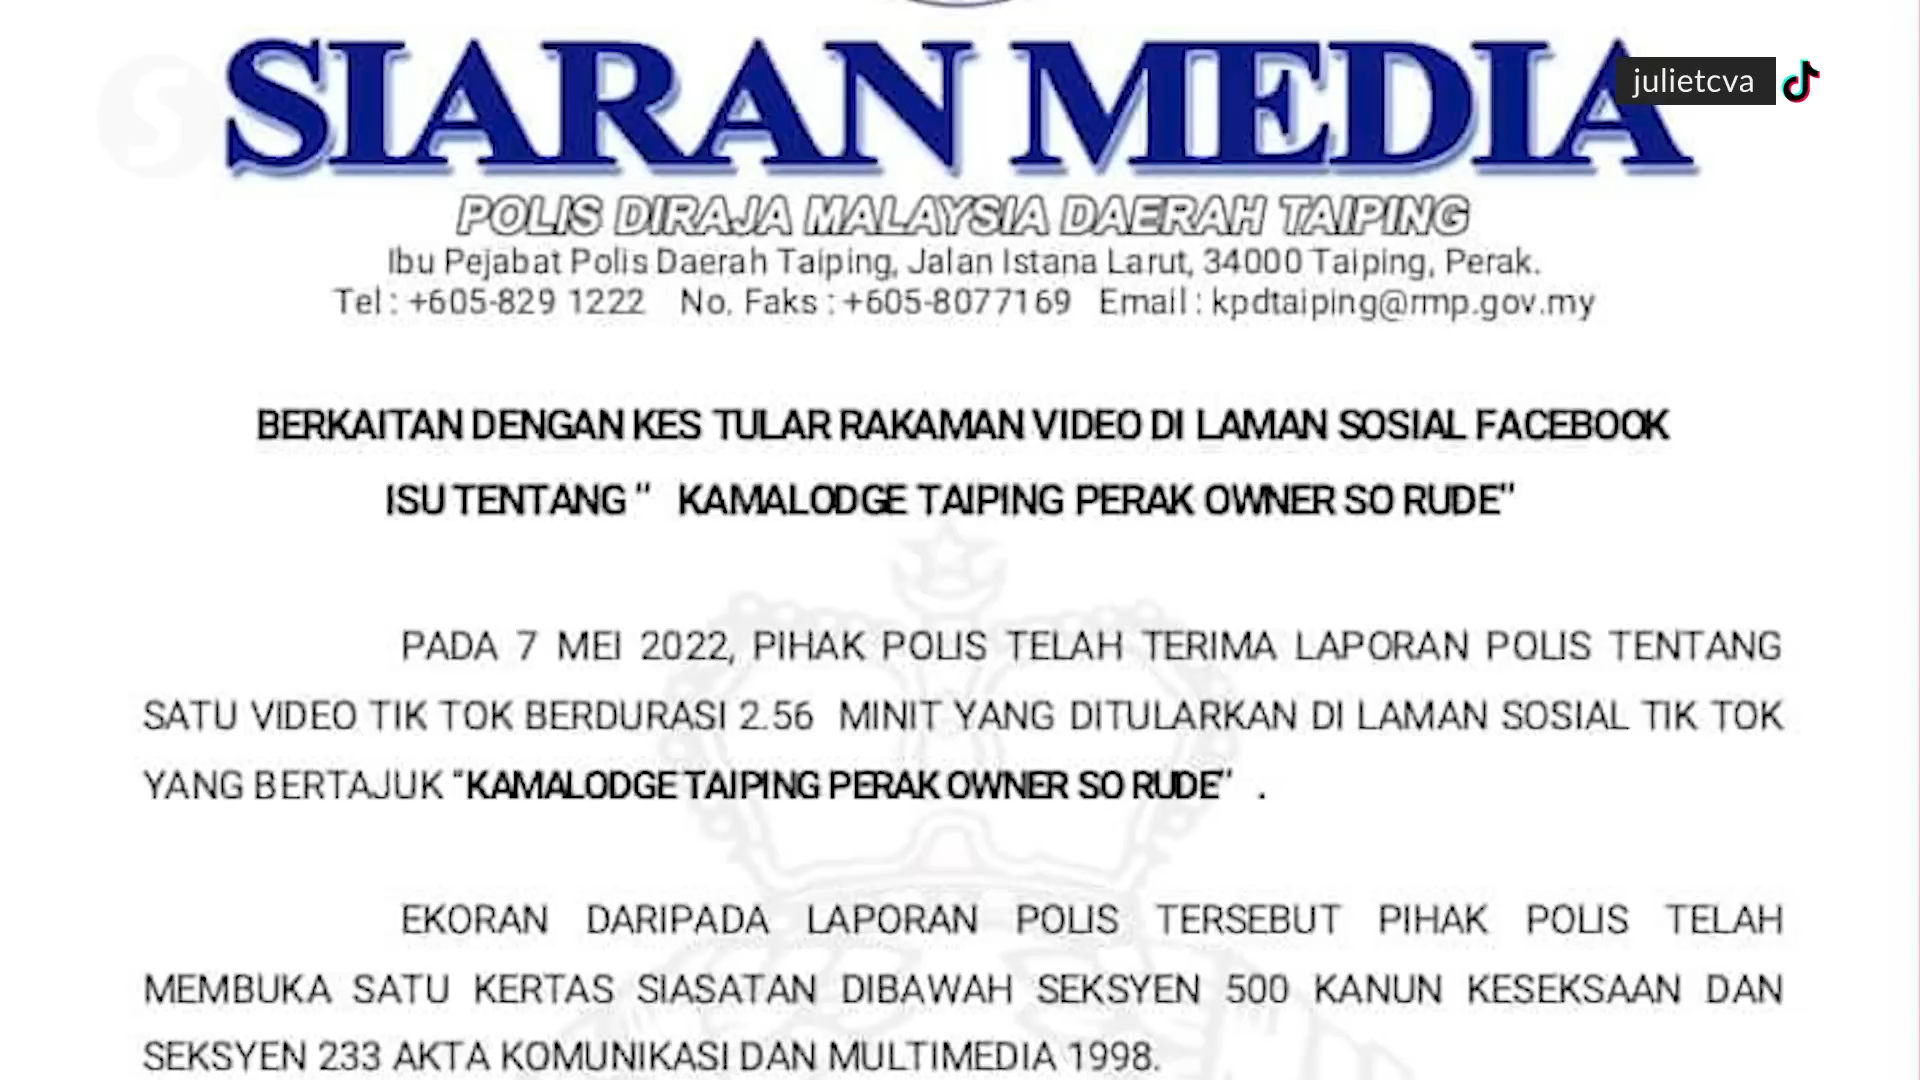 SIARAN MEDIA
julietcva
POLIS DIRAJA MALAYSIA DAERAH TAIPING
Ibu Pejabat Polis Daerah Taiping, Jalan Istana Larut, 34000 Taiping, Perak.
Tel : +605-829 1222 No. Faks : +605-8077169 Email : kpdtaiping@rmp.gov.my
BERKAITAN DENGAN KES TULAR RAKAMAN VIDEO DI LAMAN SOSIAL FACEBOOK
ISU TENTANG " KAMALODGE TAIPING PERAK OWNER SO RUDE"
PADA 7 MEI 2022, PIHAK POLIS TELAH TERIMA LAPORAN POLIS TENTANG
SATU VIDEO TIK TOK BERDURASI 2.56 MINIT YANG DITULARKAN DI LAMAN SOSIAL TIK TOK
YANG BERTAJUK "KAMALODGE TAIPING PERAK OWNER SO RUDE" .
EKORAN DARIPADA LAPORAN POLIS TERSEBUT PIHAK POLIS TELAH
MEMBUKA SATU KERTAS SIASATAN DIBAWAH SEKSYEN 500 KANUN KESEKSAAN DAN
SEKSYEN 233 AKTA KOMUNIKASI DAN MULTIMEDIA 1998.